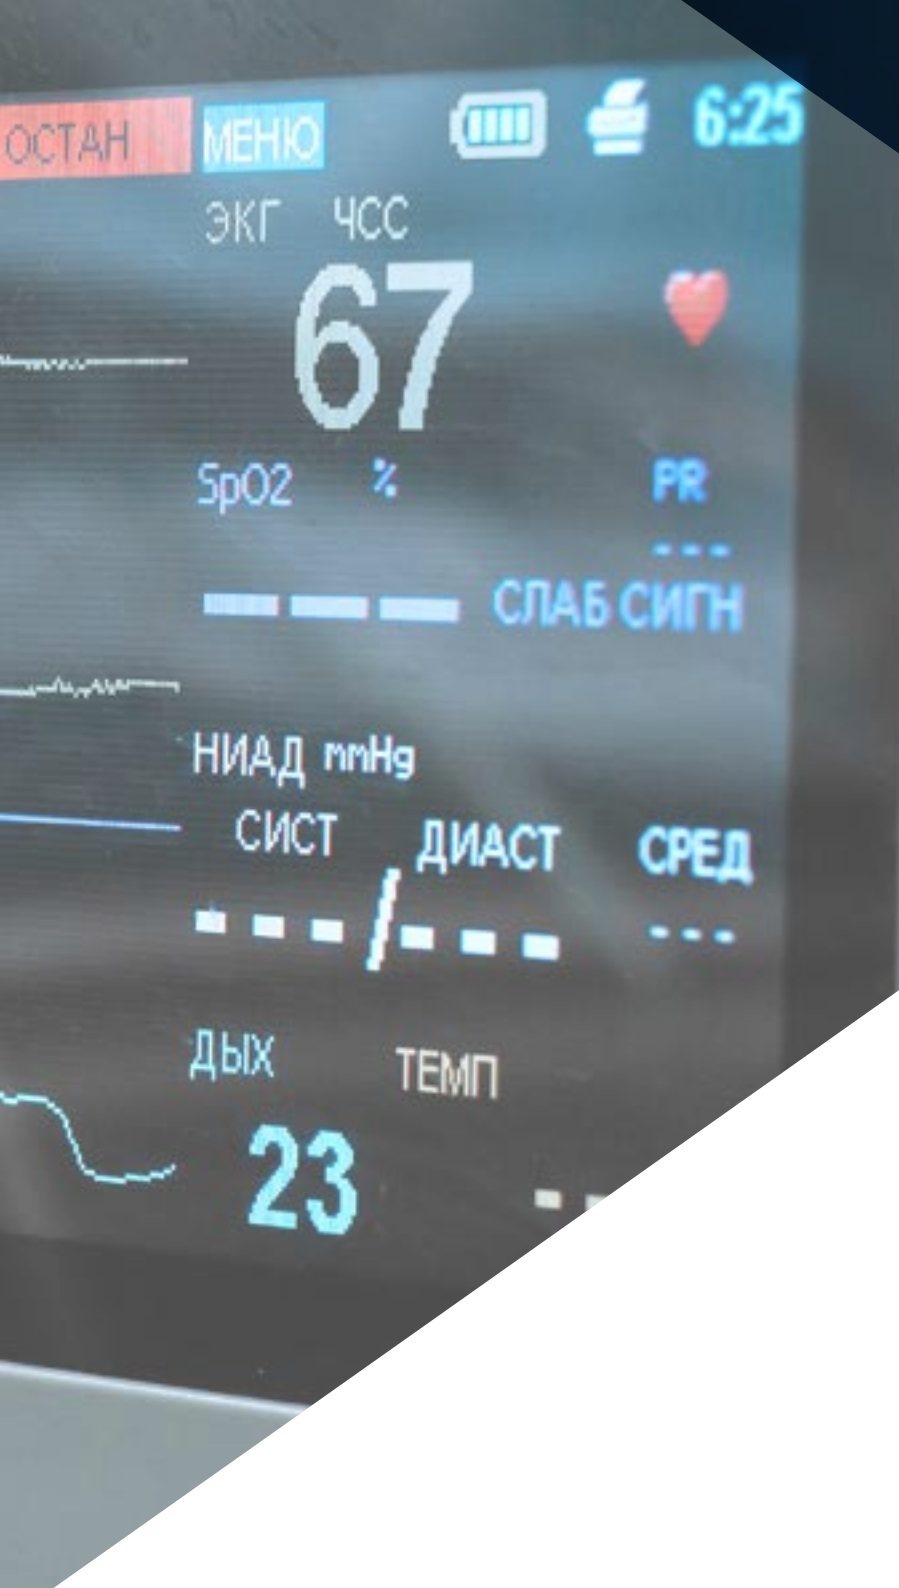 ОСТАН МЕНЮ 6:25
ЭКГ ЧСС
67
SpO2 % PR
---
--- СЛАБ СИГН
НИАД mmHg
СИСТ ДИАСТ СРЕД
---/--- ---
ДЫХ ТЕМП
23 --